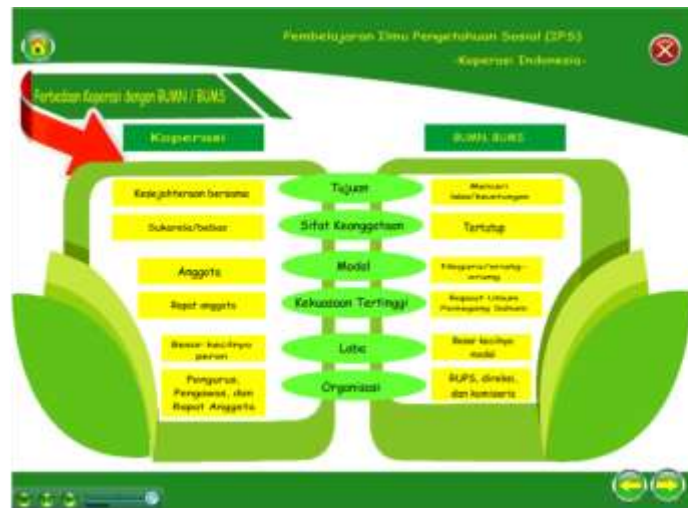 Pembelajaran Ilmu Pengetahuan Sosial (IPS)
-Koperasi Indonesia-
Perbedaan Koperasi dengan BUMN / BUMS
Koperasi
BUMN, BUMS
Kesejahteraan bersama
Tujuan
Mencari
laba/keuntungan
Sukarela/bebas
Sifat Keanggotaan
Tertutup
Anggota
Modal
orang
Rapat anggota
Kekuasaan Tertinggi
Rapat Umum
Pemegang Saham
Besar kecilnya
peran
Laba
Besar kecilnya
modal
Pengurus,
Pengawas, dan
Rapat Anggota
Organisasi
RUPS, direksi,
dan komisaris